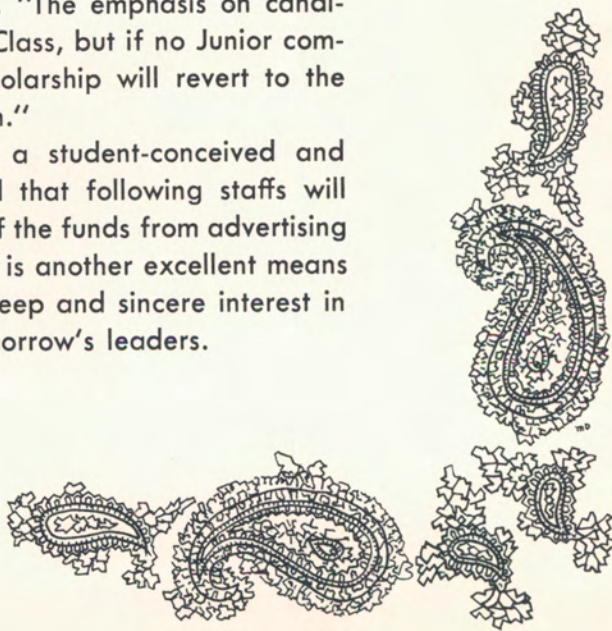 "The emphasis on candi-
Class, but if no Junior com-
olarship will revert to the
n."
a student-conceived and
d that following staffs will
f the funds from advertising
is another excellent means
eep and sincere interest in
orrow's leaders.
MD